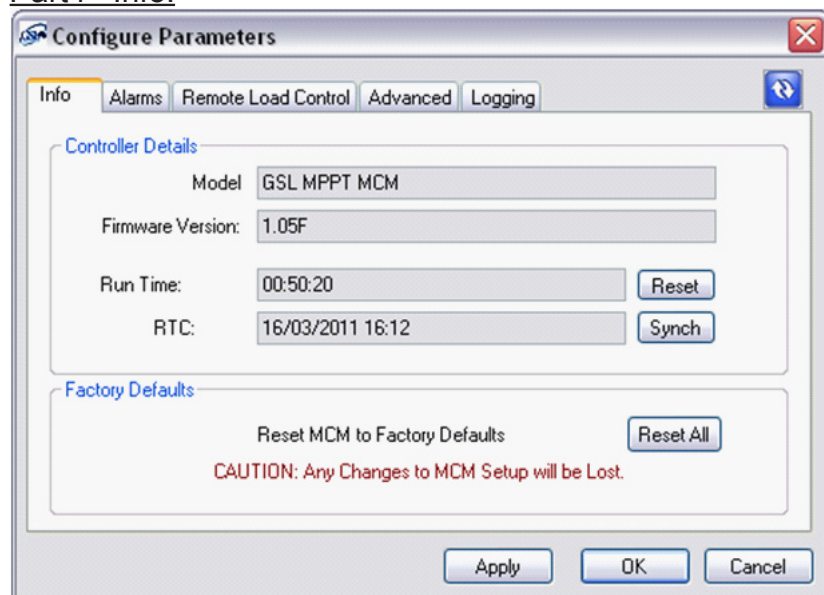 Configure Parameters
Info Alarms Remote Load Control Advanced Logging
Controller Details
Model GSL MPPT MCM
Firmware Version: 1.05F
Run Time: 00:50:20 Reset
RTC: 16/03/2011 16:12 Synch
Factory Defaults
Reset MCM to Factory Defaults Reset All
CAUTION: Any Changes to MCM Setup will be Lost.
Apply OK Cancel